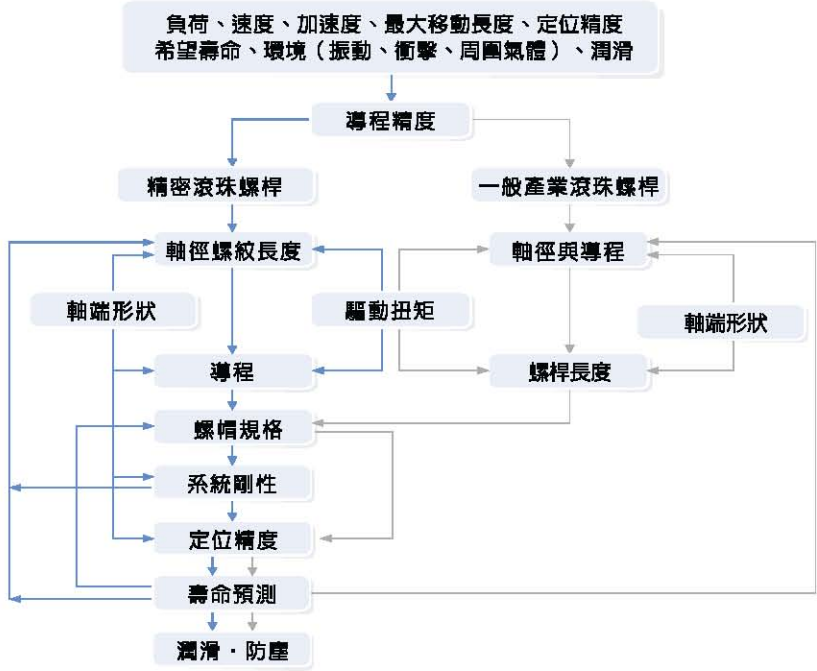 負荷、速度、加速度、最大移動長度、定位精度
希望壽命、環境（振動、衝擊、周圍氣體）、潤滑
導程精度
精密滾珠螺桿
一般產業滾珠螺桿
軸徑螺紋長度
軸徑與導程
軸端形狀
驅動扭矩
軸端形狀
導程
螺桿長度
螺帽規格
系統剛性
定位精度
壽命預測
潤滑・防塵